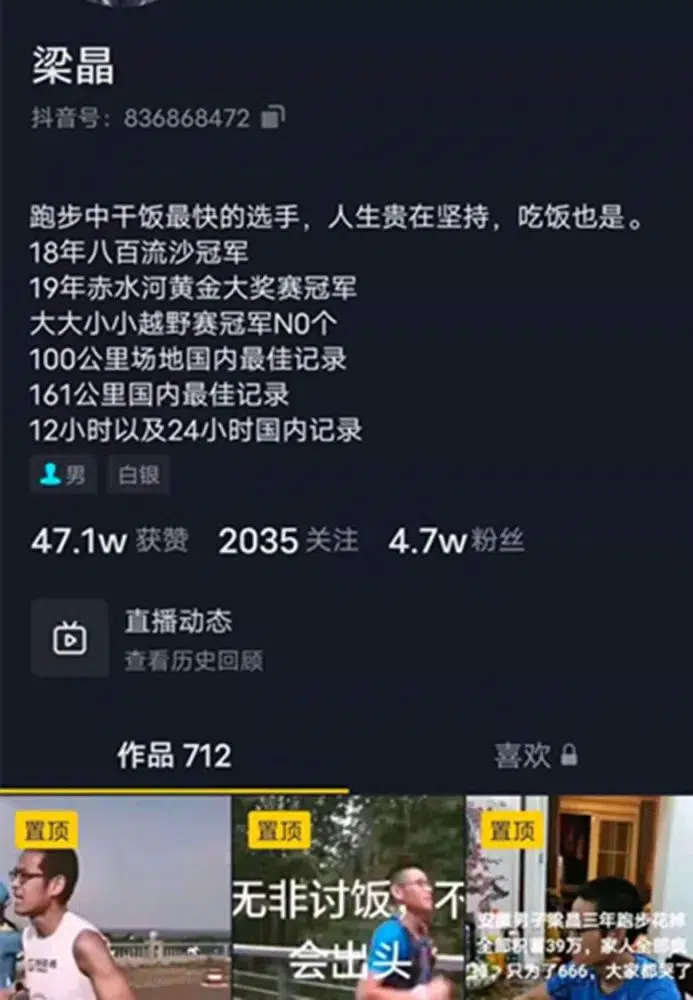 梁晶
抖音号：836868472
跑步中干饭最快的选手，人生贵在坚持，吃饭也是。
18年八百流沙冠军
19年赤水河黄金大奖赛冠军
大大小小越野赛冠军N0个
100公里场地国内最佳记录
161公里国内最佳记录
12小时以及24小时国内记录
男 白银
47.1w 获赞 2035 关注 4.7w 粉丝
直播动态
查看历史回顾
作品 712 喜欢
置顶 置顶 置顶
无非讨饭，不
会出头
安徽男子梁晶三年跑步花掉
全部积蓄39万，家人全部
，只为了666，大家都哭了